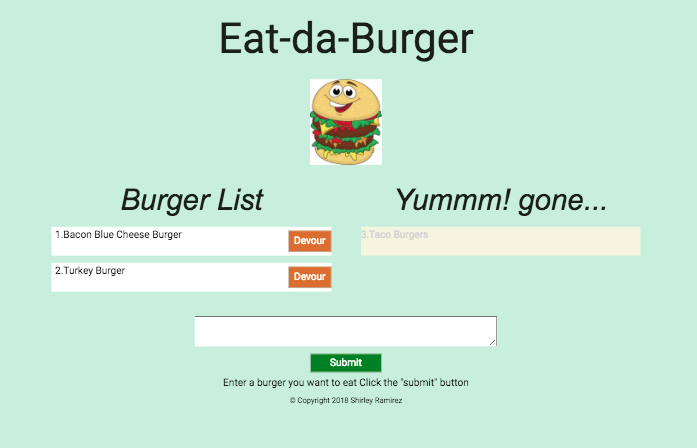 Eat-da-Burger
Burger List
Yummm! gone...
1.Bacon Blue Cheese Burger
Devour
3.Taco Burgers
2.Turkey Burger
Devour
Submit
Enter a burger you want to eat Click the "submit" button
© Copyright 2018 Shirley Ramirez